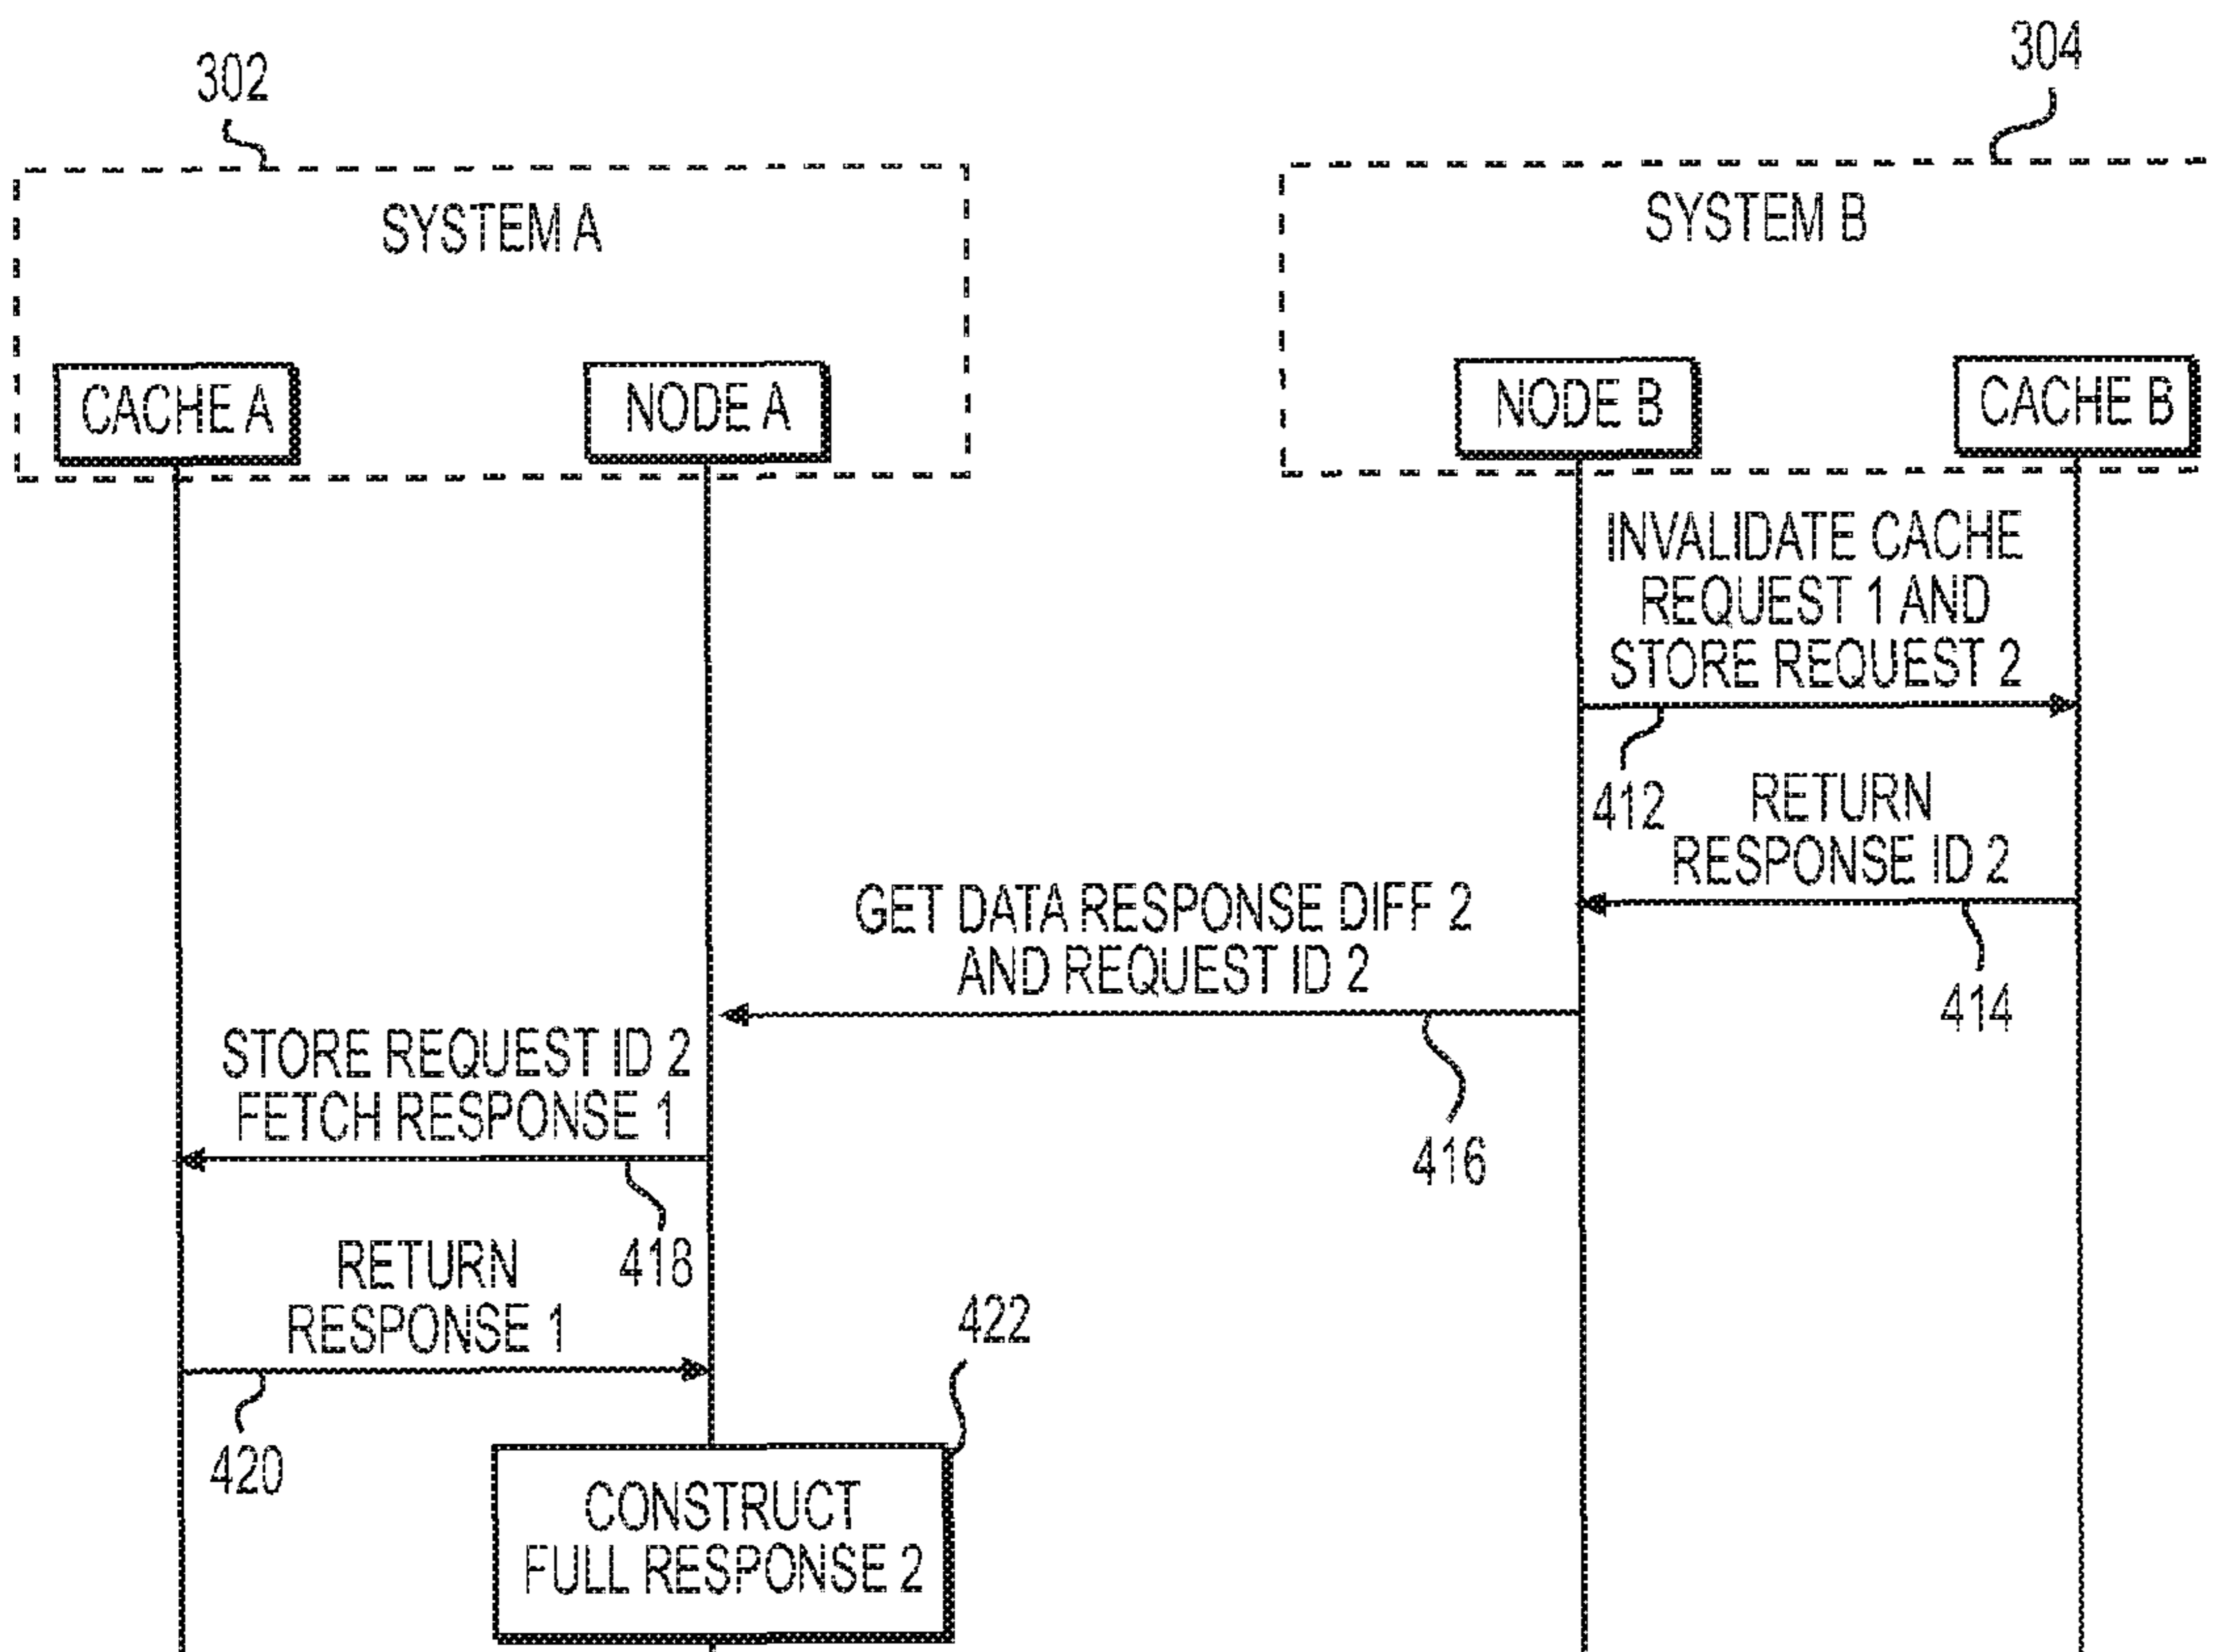 302
304
SYSTEM A
SYSTEM B
CACHE A
NODE A
NODE B
CACHE B
INVALIDATE CACHE
REQUEST 1 AND
STORE REQUEST 2
412
RETURN
RESPONSE ID 2
414
GET DATA RESPONSE DIFF 2
AND REQUEST ID 2
416
STORE REQUEST ID 2
FETCH RESPONSE 1
418
RETURN
RESPONSE 1
420
422
CONSTRUCT
FULL RESPONSE 2